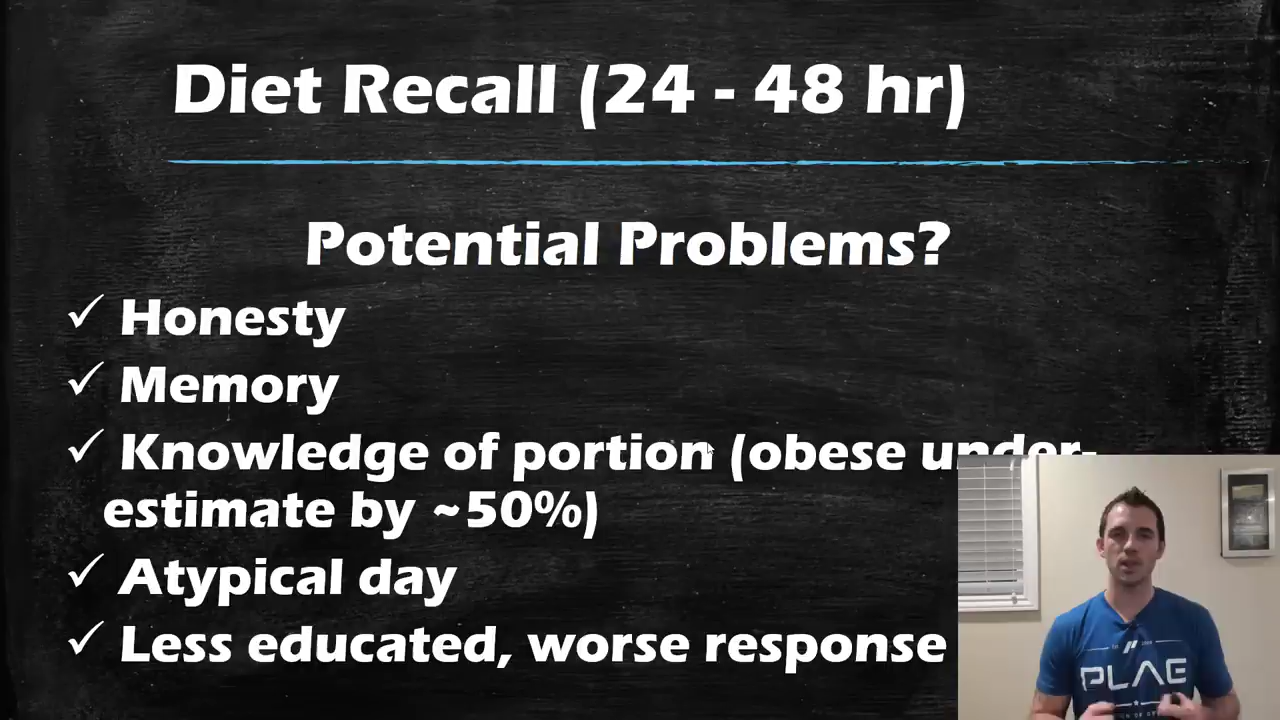 Diet Recall (24 - 48 hr)
Potential Problems?
✓ Honesty
✓ Memory
✓ Knowledge of portion (obese under-
estimate by ~50%)
✓ Atypical day
✓ Less educated, worse response
PLAE